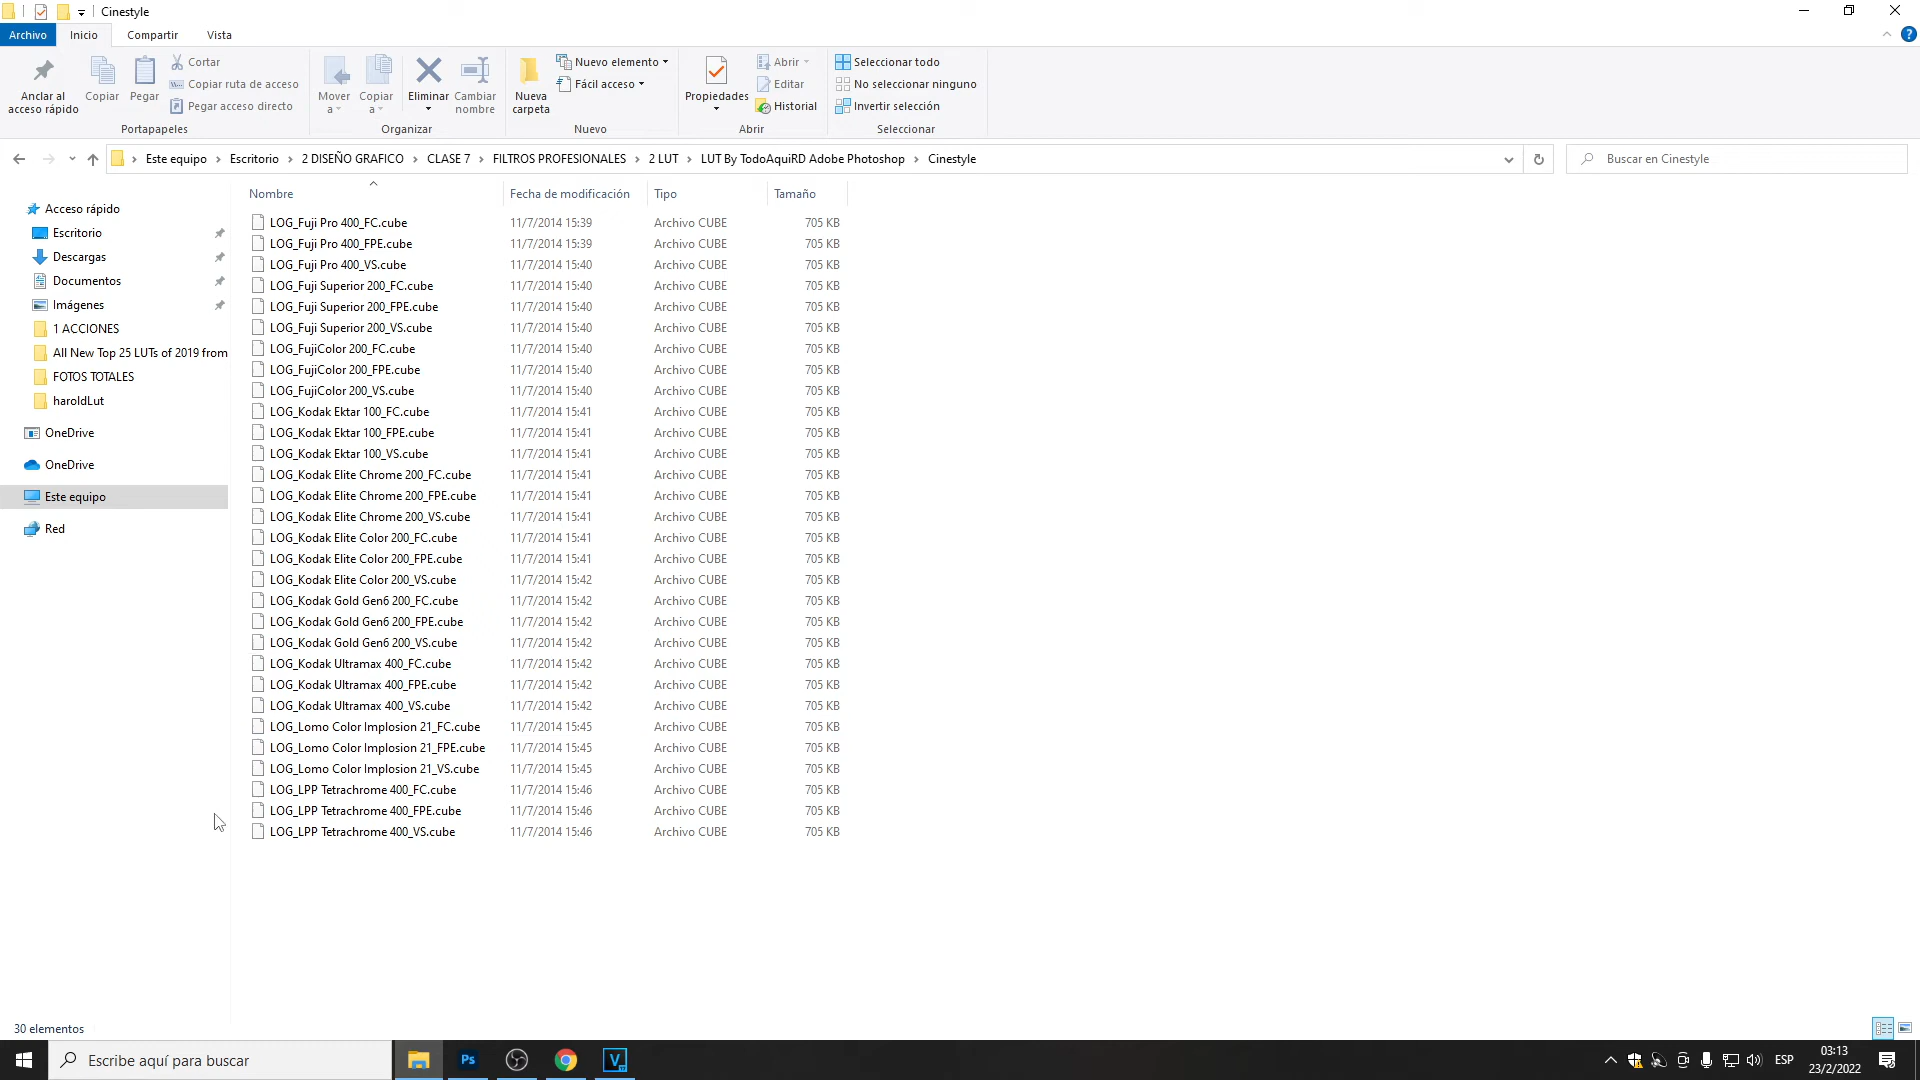 Cinestyle
Archivo Inicio Compartir Vista
Anclar al acceso rápido
Copiar
Pegar
Cortar
Copiar ruta de acceso
Pegar acceso directo
Portapapeles
Mover a
Copiar a
Eliminar
Cambiar nombre
Organizar
Nueva carpeta
Nuevo elemento
Fácil acceso
Nuevo
Propiedades
Abrir
Editar
Historial
Abrir
Seleccionar todo
No seleccionar ninguno
Invertir selección
Seleccionar
Este equipo > Escritorio > 2 DISEÑO GRAFICO > CLASE 7 > FILTROS PROFESIONALES > 2 LUT > LUT By TodoAquiRD Adobe Photoshop > Cinestyle
Buscar en Cinestyle
Acceso rápido
Escritorio
Descargas
Documentos
Imágenes
1 ACCIONES
All New Top 25 LUTs of 2019 from
FOTOS TOTALES
haroldLut
OneDrive
OneDrive
Este equipo
Red
Nombre Fecha de modificación Tipo Tamaño
LOG_Fuji Pro 400_FC.cube 11/7/2014 15:39 Archivo CUBE 705 KB
LOG_Fuji Pro 400_FPE.cube 11/7/2014 15:39 Archivo CUBE 705 KB
LOG_Fuji Pro 400_VS.cube 11/7/2014 15:40 Archivo CUBE 705 KB
LOG_Fuji Superior 200_FC.cube 11/7/2014 15:40 Archivo CUBE 705 KB
LOG_Fuji Superior 200_FPE.cube 11/7/2014 15:40 Archivo CUBE 705 KB
LOG_Fuji Superior 200_VS.cube 11/7/2014 15:40 Archivo CUBE 705 KB
LOG_FujiColor 200_FC.cube 11/7/2014 15:40 Archivo CUBE 705 KB
LOG_FujiColor 200_FPE.cube 11/7/2014 15:40 Archivo CUBE 705 KB
LOG_FujiColor 200_VS.cube 11/7/2014 15:40 Archivo CUBE 705 KB
LOG_Kodak Ektar 100_FC.cube 11/7/2014 15:41 Archivo CUBE 705 KB
LOG_Kodak Ektar 100_FPE.cube 11/7/2014 15:41 Archivo CUBE 705 KB
LOG_Kodak Ektar 100_VS.cube 11/7/2014 15:41 Archivo CUBE 705 KB
LOG_Kodak Elite Chrome 200_FC.cube 11/7/2014 15:41 Archivo CUBE 705 KB
LOG_Kodak Elite Chrome 200_FPE.cube 11/7/2014 15:41 Archivo CUBE 705 KB
LOG_Kodak Elite Chrome 200_VS.cube 11/7/2014 15:41 Archivo CUBE 705 KB
LOG_Kodak Elite Color 200_FC.cube 11/7/2014 15:41 Archivo CUBE 705 KB
LOG_Kodak Elite Color 200_FPE.cube 11/7/2014 15:41 Archivo CUBE 705 KB
LOG_Kodak Elite Color 200_VS.cube 11/7/2014 15:42 Archivo CUBE 705 KB
LOG_Kodak Gold Gen6 200_FC.cube 11/7/2014 15:42 Archivo CUBE 705 KB
LOG_Kodak Gold Gen6 200_FPE.cube 11/7/2014 15:42 Archivo CUBE 705 KB
LOG_Kodak Gold Gen6 200_VS.cube 11/7/2014 15:42 Archivo CUBE 705 KB
LOG_Kodak Ultramax 400_FC.cube 11/7/2014 15:42 Archivo CUBE 705 KB
LOG_Kodak Ultramax 400_FPE.cube 11/7/2014 15:42 Archivo CUBE 705 KB
LOG_Kodak Ultramax 400_VS.cube 11/7/2014 15:42 Archivo CUBE 705 KB
LOG_Lomo Color Implosion 21_FC.cube 11/7/2014 15:45 Archivo CUBE 705 KB
LOG_Lomo Color Implosion 21_FPE.cube 11/7/2014 15:45 Archivo CUBE 705 KB
LOG_Lomo Color Implosion 21_VS.cube 11/7/2014 15:45 Archivo CUBE 705 KB
LOG_LPP Tetrachrome 400_FC.cube 11/7/2014 15:46 Archivo CUBE 705 KB
LOG_LPP Tetrachrome 400_FPE.cube 11/7/2014 15:46 Archivo CUBE 705 KB
LOG_LPP Tetrachrome 400_VS.cube 11/7/2014 15:46 Archivo CUBE 705 KB
30 elementos
Escribe aquí para buscar
Ps
V
ESP
03:13
23/2/2022